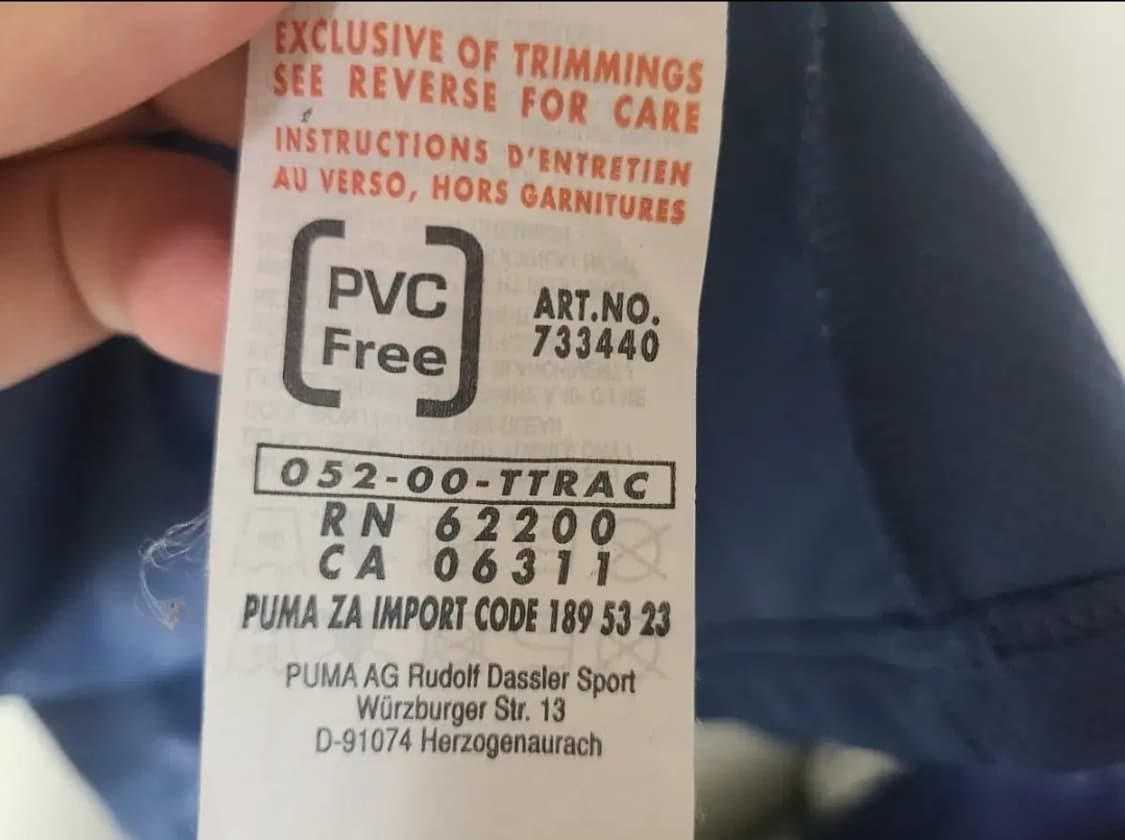 EXCLUSIVE OF TRIMMINGS
SEE REVERSE FOR CARE
INSTRUCTIONS D'ENTRETIEN
AU VERSO, HORS GARNITURES
PVC
Free
ART.NO.
733440
052-00-TTRAC
RN 62200
CA 06311
PUMA ZA IMPORT CODE 189 53 23
PUMA AG Rudolf Dassler Sport
Würzburger Str. 13
D-91074 Herzogenaurach